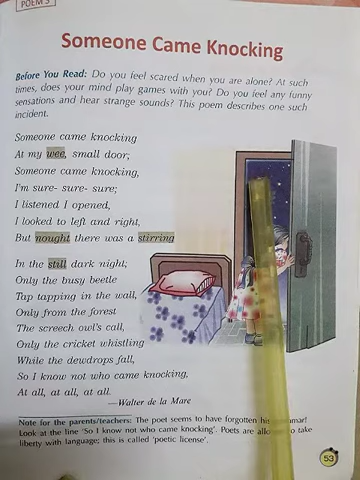 POEM 3
Someone Came Knocking
Before You Read: Do you feel scared when you are alone? At such
times, does your mind play games with you? Do you feel any funny
sensations and hear strange sounds? This poem describes one such
incident.
Someone came knocking
At my wee, small door;
Someone came knocking,
I'm sure- sure- sure;
I listened I opened,
I looked to left and right,
But nought there was a stirring
In the still dark night;
Only the busy beetle
Tap tapping in the wall,
Only from the forest
The screech owl's call,
Only the cricket whistling
While the dewdrops fall,
So I know not who came knocking,
At all, at all, at all.
—Walter de la Mare
Note for the parents/teachers: The poet seems to have forgotten his grammar!
Look at the line 'So I know not who came knocking'. Poets are allowed to take
liberty with language; this is called 'poetic license'.
53